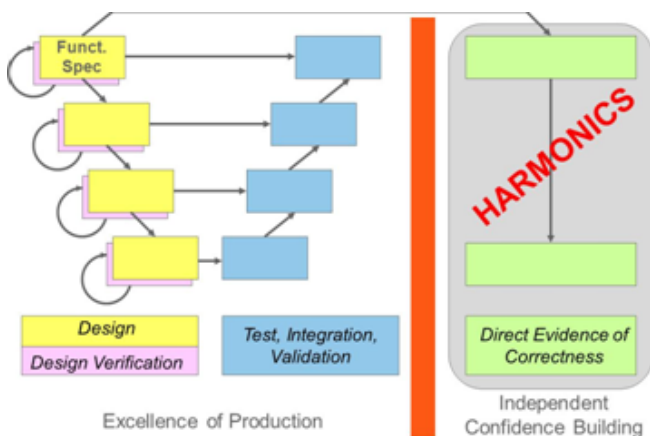 Funct.
Spec
HARMONICS
Design
Design Verification
Test, Integration,
Validation
Direct Evidence of
Correctness
Excellence of Production
Independent
Confidence Building